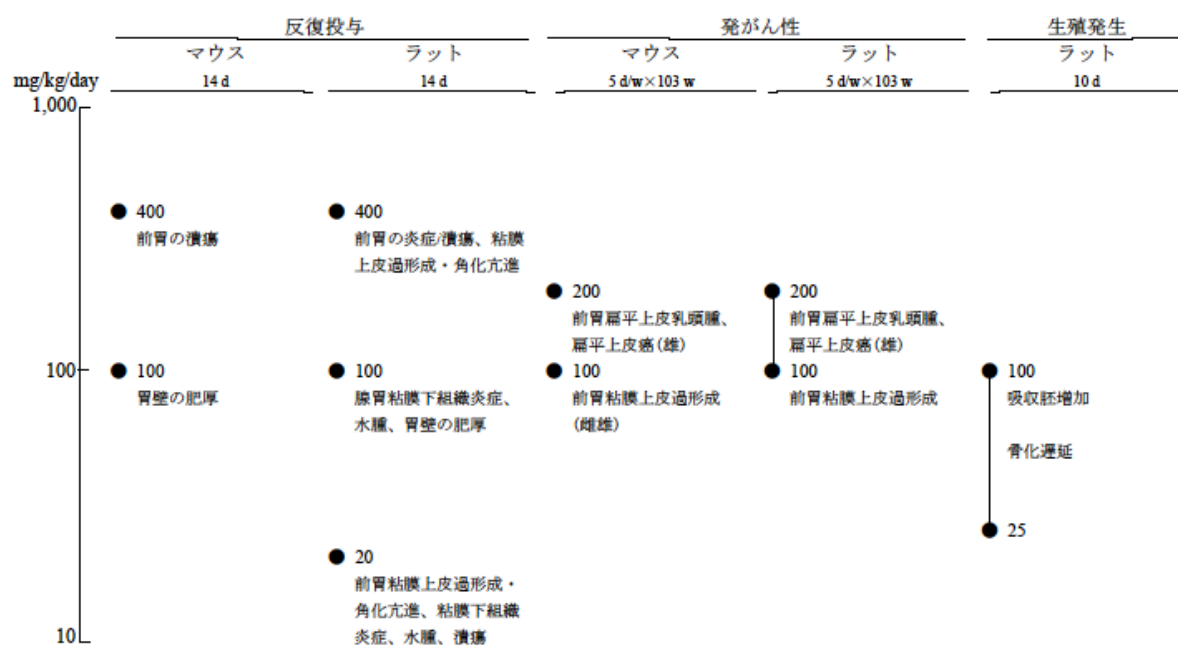 反復投与 発がん性 生殖発生
マウス ラット マウス ラット ラット
mg/kg/day 14 d 14 d 5 d/w×103 w 5 d/w×103 w 10 d
1,000
400 400
前胃の潰瘍 前胃の炎症/潰瘍、粘膜
上皮過形成・角化亢進
200 200
前胃扁平上皮乳頭腫、 前胃扁平上皮乳頭腫、
扁平上皮癌(雄) 扁平上皮癌(雄)
100 100 100 100 100 100
胃壁の肥厚 腺胃粘膜下組織炎症、 前胃粘膜上皮過形成 前胃粘膜上皮過形成 吸収胚増加
水腫、胃壁の肥厚 (雌雄)
骨化遅延
25
20
前胃粘膜上皮過形成・
角化亢進、粘膜下組織
炎症、水腫、潰瘍
10